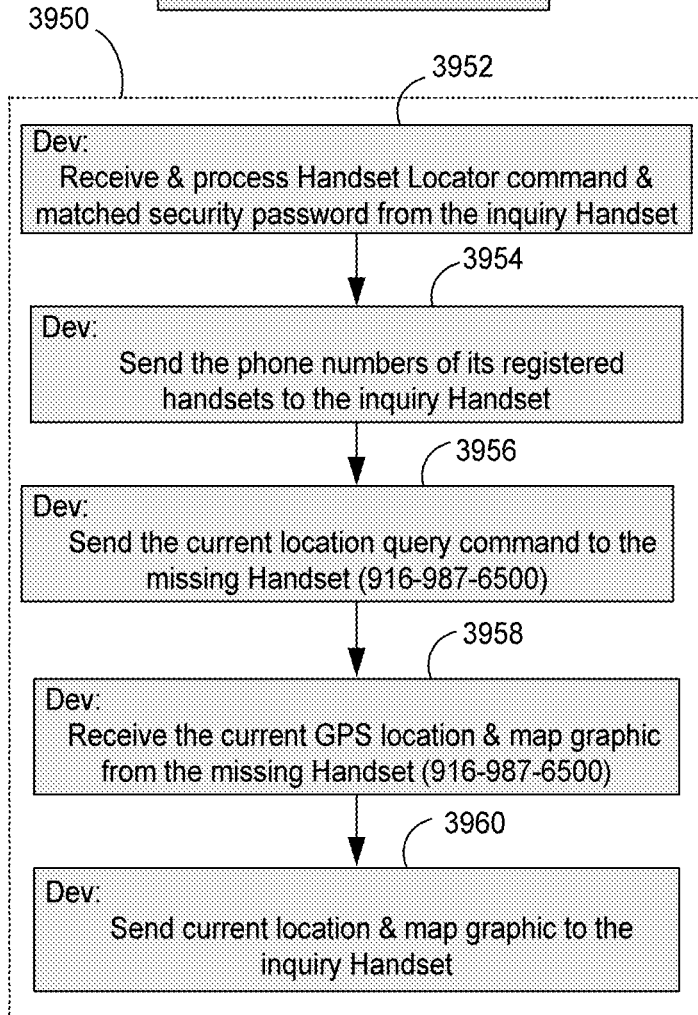 3950
3952
Dev:
Receive & process Handset Locator command &
matched security password from the inquiry Handset
3954
Dev:
Send the phone numbers of its registered
handsets to the inquiry Handset
3956
Dev:
Send the current location query command to the
missing Handset (916-987-6500)
3958
Dev:
Receive the current GPS location & map graphic
from the missing Handset (916-987-6500)
3960
Dev:
Send current location & map graphic to the
inquiry Handset